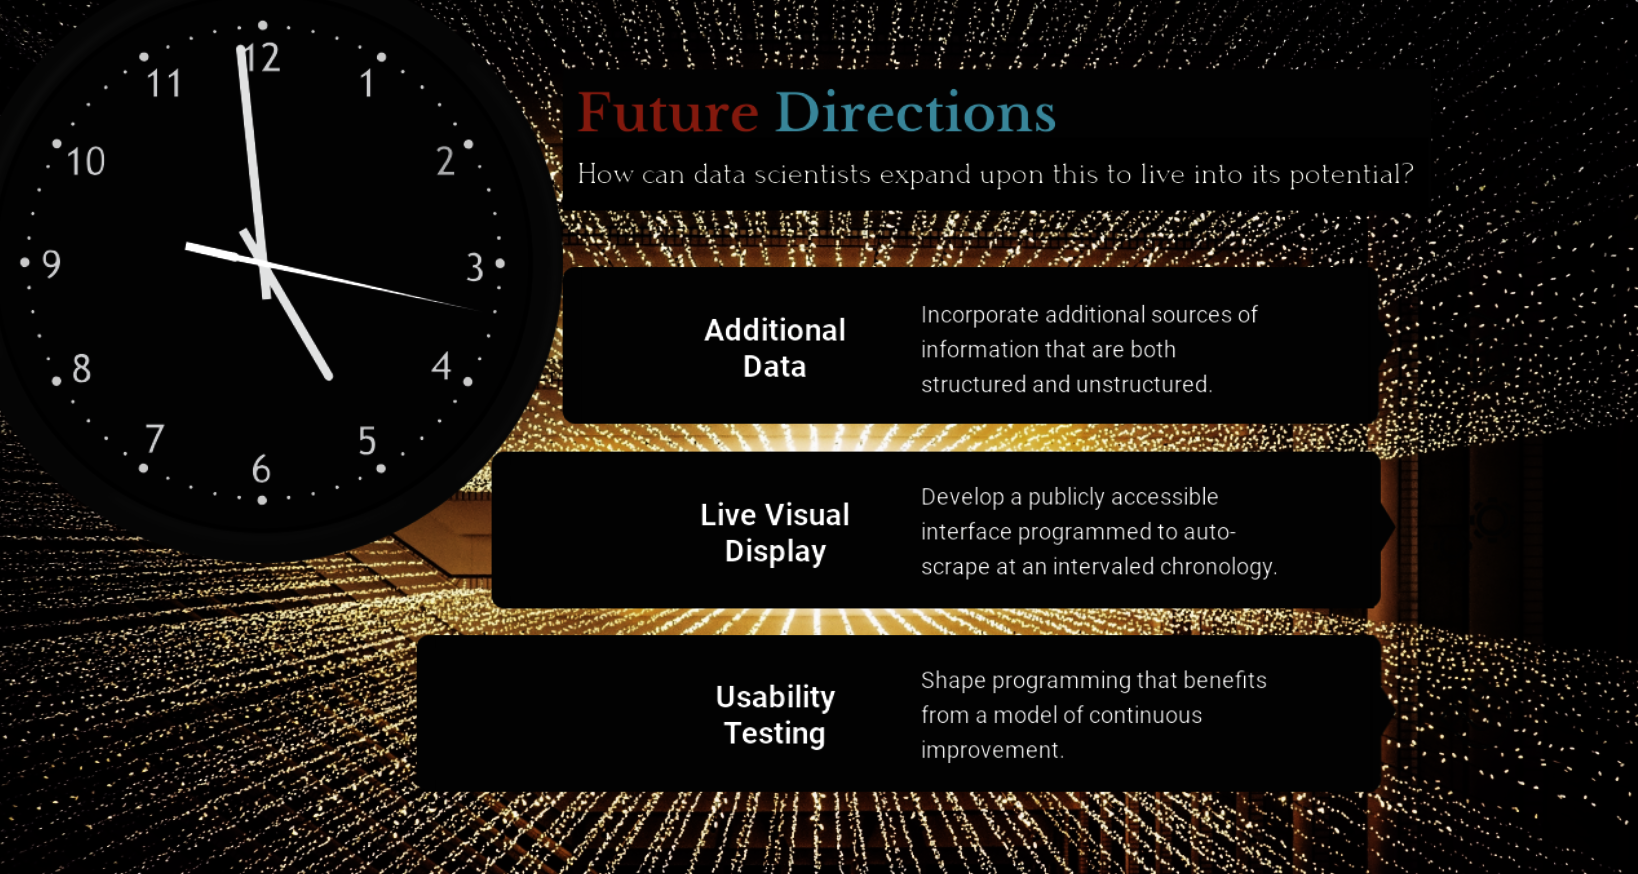 12
11
1
10
2
9
3
8
4
7
5
6
Future Directions
How can data scientists expand upon this to live into its potential?
Additional
Data
Incorporate additional sources of
information that are both
structured and unstructured.
Live Visual
Display
Develop a publicly accessible
interface programmed to auto-
scrape at an intervaled chronology.
Usability
Testing
Shape programming that benefits
from a model of continuous
improvement.